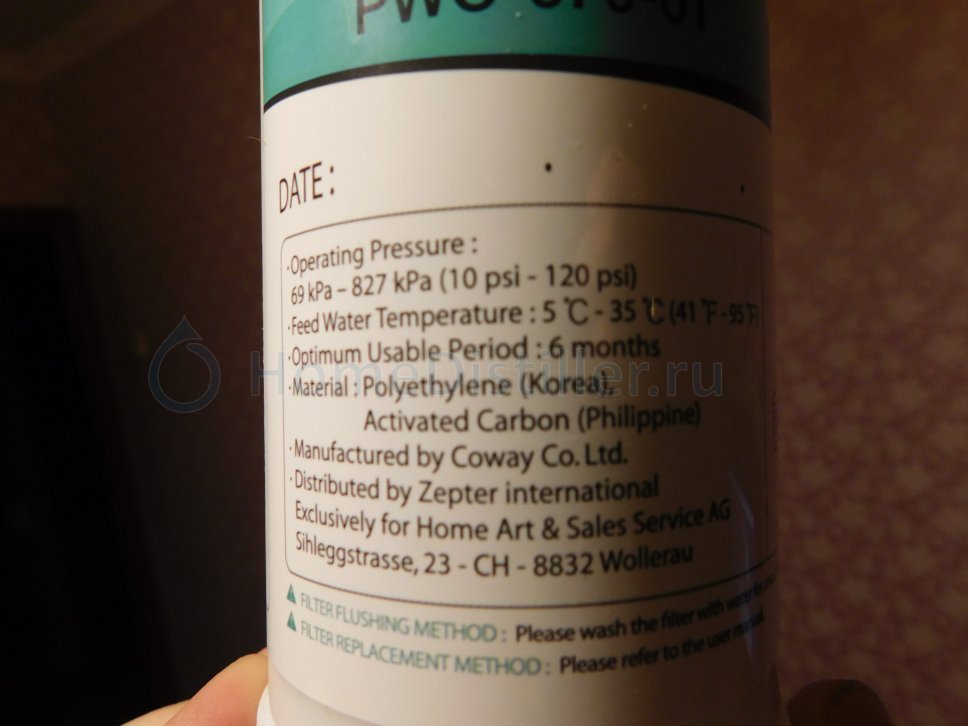 DATE :
·Operating Pressure :
69 kPa – 827 kPa (10 psi - 120 psi)
·Feed Water Temperature : 5 ℃ - 35 ℃ (41 ℉ - 95 ℉)
·Optimum Usable Period : 6 months
HomeDistiller.ru
·Material : Polyethylene (Korea),
Activated Carbon (Philippine)
·Manufactured by Coway Co. Ltd.
·Distributed by Zepter international
Exclusively for Home Art & Sales Service AG
Sihleggstrasse, 23 - CH - 8832 Wollerau
FILTER FLUSHING METHOD : Please wash the filter with water
FILTER REPLACEMENT METHOD : Please refer to the user manual.